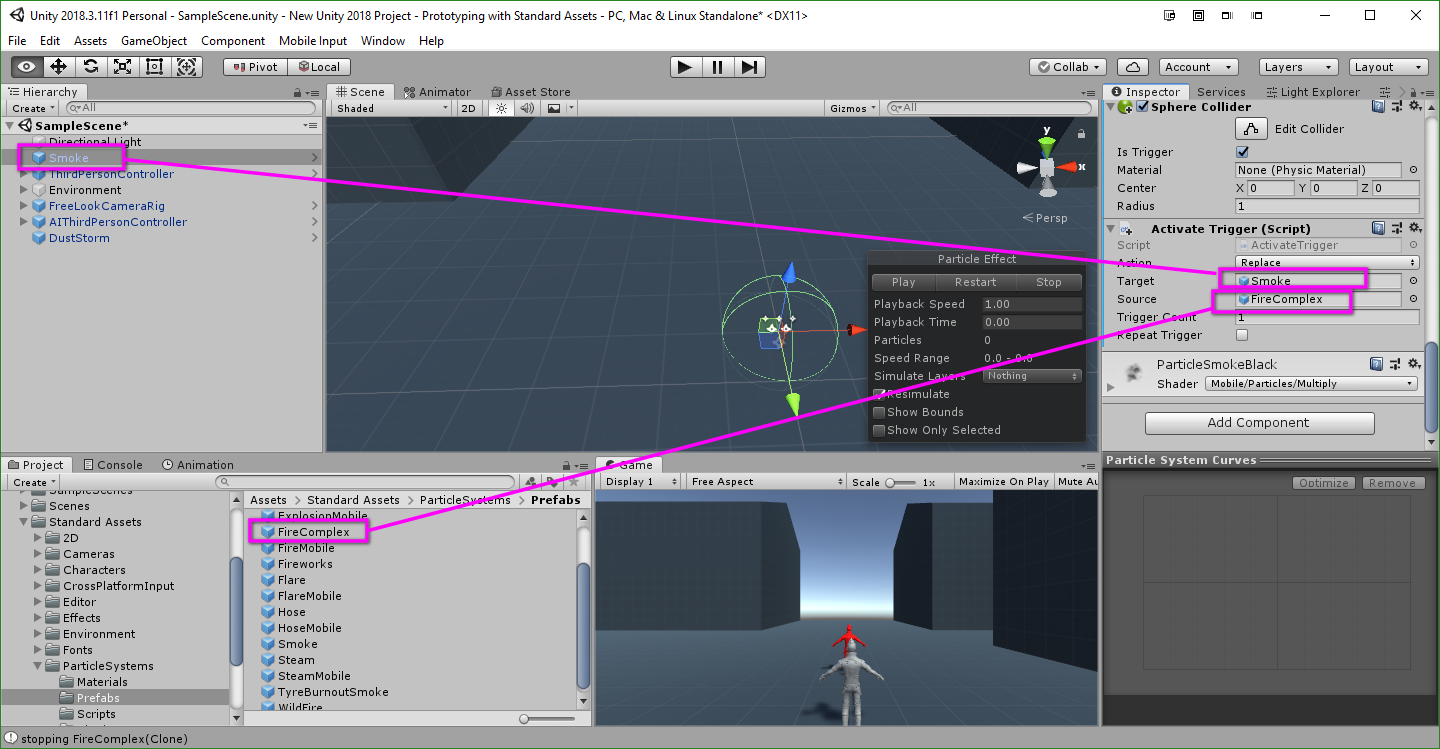 Unity 2018.3.11f1 Personal - SampleScene.unity - New Unity 2018 Project - Prototyping with Standard Assets - PC, Mac & Linux Standalone* <DX11>
File Edit Assets GameObject Component Mobile Input Window Help
Pivot Local Collab Account Layers Layout
Hierarchy
Create All
SampleScene*
Directional Light
Smoke
ThirdPersonController
Environment
FreeLookCameraRig
AIThirdPersonController
DustStorm
Scene Animator Asset Store
Shaded 2D Gizmos All
y
x
Persp
Particle Effect
Play Restart Stop
Playback Speed 1.00
Playback Time 0.00
Particles 0
Speed Range 0.0 - 0.0
Simulate Layers Nothing
Resimulate
Show Bounds
Show Only Selected
Inspector Services Light Explorer
Sphere Collider
Edit Collider
Is Trigger
Material None (Physic Material)
Center X 0 Y 0 Z 0
Radius 1
Activate Trigger (Script)
Script ActivateTrigger
Action Replace
Target Smoke
Source FireComplex
Trigger Count 1
Repeat Trigger
ParticleSmokeBlack
Shader Mobile/Particles/Multiply
Add Component
Particle System Curves
Optimize Remove
Project Console Animation
Create
SampleScenes
Scenes
Standard Assets
2D
Cameras
Characters
CrossPlatformInput
Editor
Effects
Environment
Fonts
ParticleSystems
Materials
Prefabs
Scripts
Assets > Standard Assets > ParticleSystems > Prefabs
ExplosionMobile
FireComplex
FireMobile
Fireworks
Flare
FlareMobile
Hose
HoseMobile
Smoke
Steam
SteamMobile
TyreBurnoutSmoke
WildFire
Game
Display 1 Free Aspect Scale 1x Maximize On Play Mute Au
stopping FireComplex(Clone)